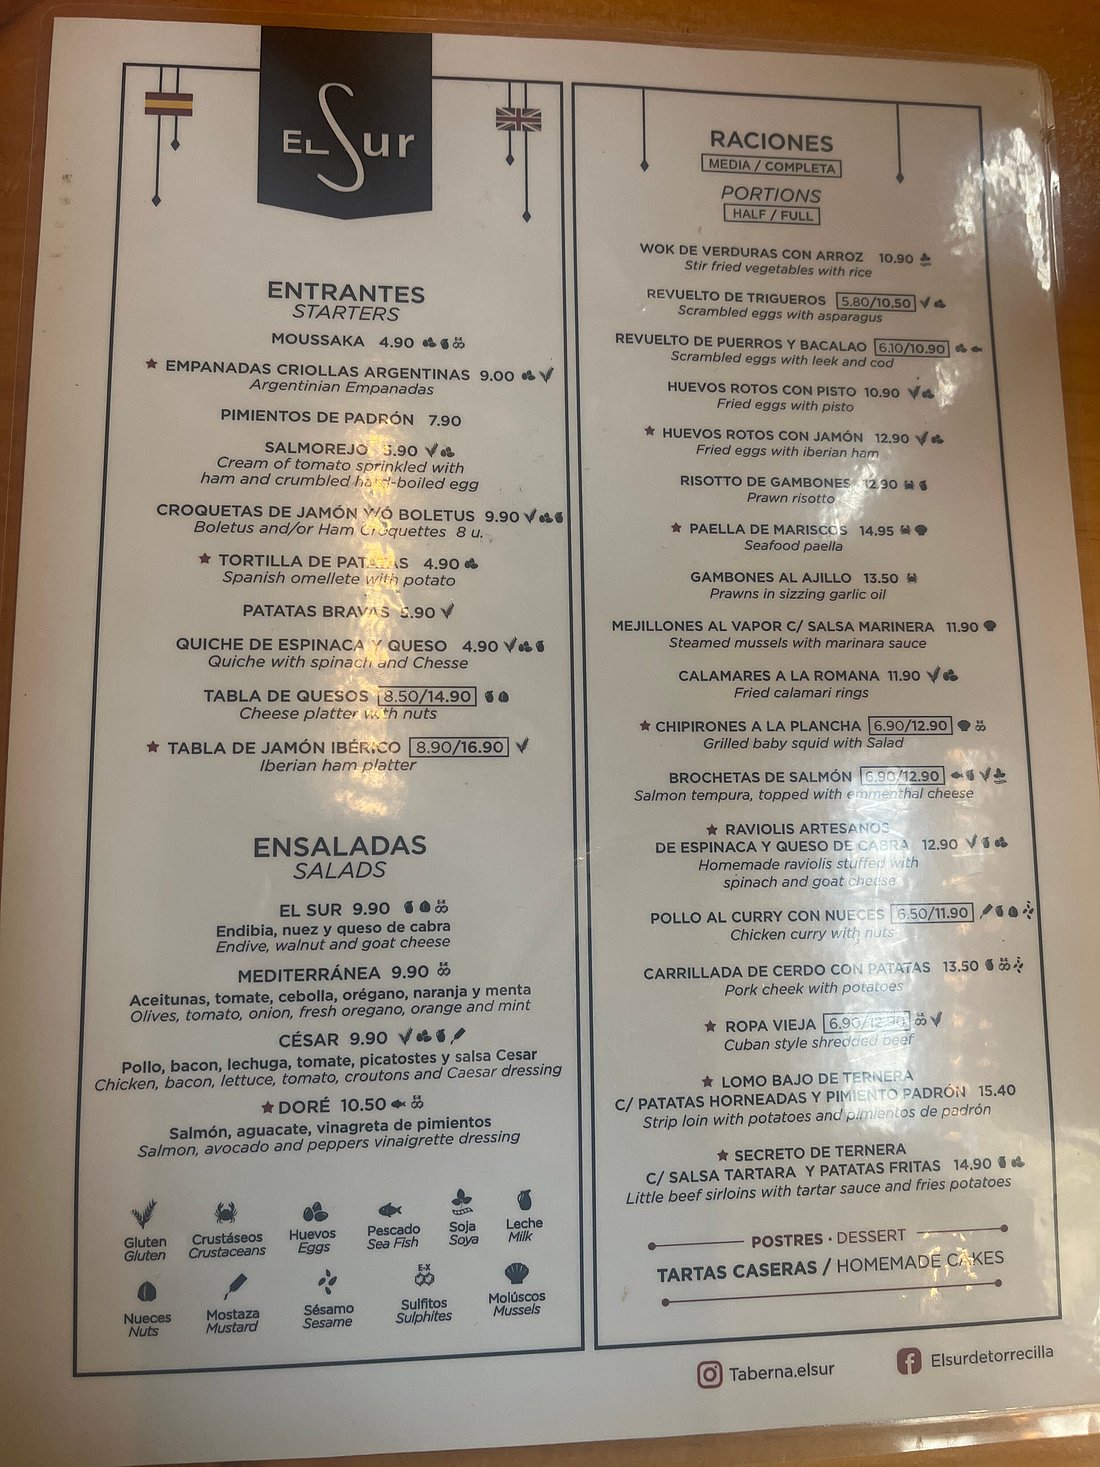 EL Sur
ENTRANTES
STARTERS
MOUSSAKA 4.90
★ EMPANADAS CRIOLLAS ARGENTINAS 9.00
Argentinian Empanadas
PIMIENTOS DE PADRÓN 7.90
SALMOREJO
Cream of tomato sprinkled with
ham and crumbled hard-boiled egg
CROQUETAS DE JAMÓN Y/Ó BOLETUS 9.90
Boletus and/or Ham Croquettes 8 u.
★ TORTILLA DE PATATAS 4.90
Spanish omellete with potato
PATATAS BRAVAS 5.90
QUICHE DE ESPINACA Y QUESO 4.90
Quiche with spinach and Chesse
TABLA DE QUESOS 8.50/14.90
Cheese platter with nuts
★ TABLA DE JAMÓN IBÉRICO 8.90/16.90
Iberian ham platter
ENSALADAS
SALADS
EL SUR 9.90
Endibia, nuez y queso de cabra
Endive, walnut and goat cheese
MEDITERRÁNEA 9.90
Aceitunas, tomate, cebolla, orégano, naranja y menta
Olives, tomato, onion, fresh oregano, orange and mint
CÉSAR 9.90
Pollo, bacon, lechuga, tomate, picatostes y salsa Cesar
Chicken, bacon, lettuce, tomato, croutons and Caesar dressing
★ DORÉ 10.50
Salmón, aguacate, vinagreta de pimientos
Salmon, avocado and peppers vinaigrette dressing
Gluten Crustáseos Huevos Pescado Soja Leche
Gluten Crustaceans Eggs Sea Fish Soya Milk
E-X
Nueces Mostaza Sésamo Sulfitos Molúscos
Nuts Mustard Sesame Sulphites Mussels
RACIONES
MEDIA / COMPLETA
PORTIONS
HALF / FULL
WOK DE VERDURAS CON ARROZ 10.90
Stir fried vegetables with rice
REVUELTO DE TRIGUEROS 5.80/10.50
Scrambled eggs with asparagus
REVUELTO DE PUERROS Y BACALAO 6.10/10.90
Scrambled eggs with leek and cod
HUEVOS ROTOS CON PISTO 10.90
Fried eggs with pisto
★ HUEVOS ROTOS CON JAMÓN 12.90
Fried eggs with iberian ham
RISOTTO DE GAMBONES 12.90
Prawn risotto
★ PAELLA DE MARISCOS 14.95
Seafood paella
GAMBONES AL AJILLO 13.50
Prawns in sizzing garlic oil
MEJILLONES AL VAPOR C/ SALSA MARINERA 11.90
Steamed mussels with marinara sauce
CALAMARES A LA ROMANA 11.90
Fried calamari rings
★ CHIPIRONES A LA PLANCHA 6.90/12.90
Grilled baby squid with Salad
BROCHETAS DE SALMÓN 6.90/12.90
Salmon tempura, topped with emmenthal cheese
★ RAVIOLIS ARTESANOS
DE ESPINACA Y QUESO DE CABRA 12.90
Homemade raviolis stuffed with
spinach and goat cheese
POLLO AL CURRY CON NUECES 6.50/11.90
Chicken curry with nuts
CARRILLADA DE CERDO CON PATATAS 13.50
Pork cheek with potatoes
★ ROPA VIEJA
Cuban style shredded beef
★ LOMO BAJO DE TERNERA
C/ PATATAS HORNEADAS Y PIMIENTO PADRÓN 15.40
Strip loin with potatoes and pimientos de padrón
★ SECRETO DE TERNERA
C/ SALSA TARTARA Y PATATAS FRITAS 14.90
Little beef sirloins with tartar sauce and fries potatoes
POSTRES · DESSERT
TARTAS CASERAS / HOMEMADE CAKES
Taberna.elsur
Elsurdetorrecilla